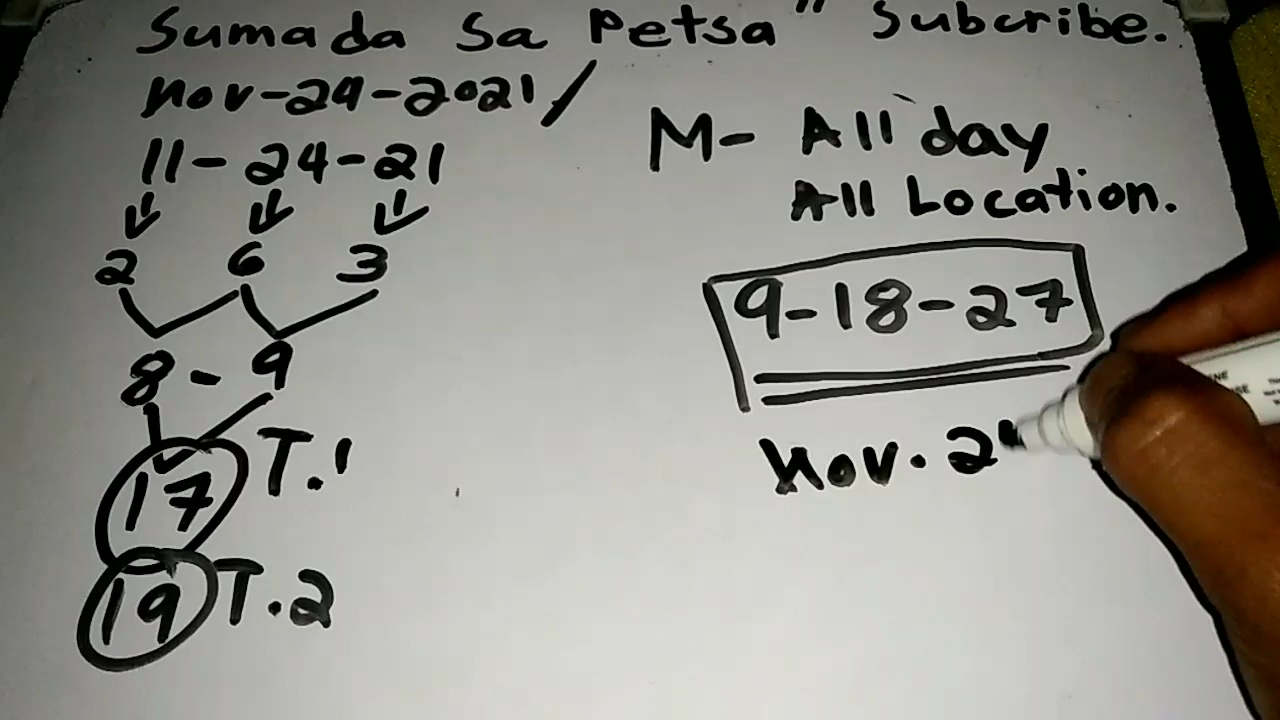 Sumada Sa Petsa" Subcribe.
Nov-24-2021/
11-24-21
2 6 3
8-9
17 T.1
19 T.2
M- All day
All Location.
9-18-27
Nov. 2